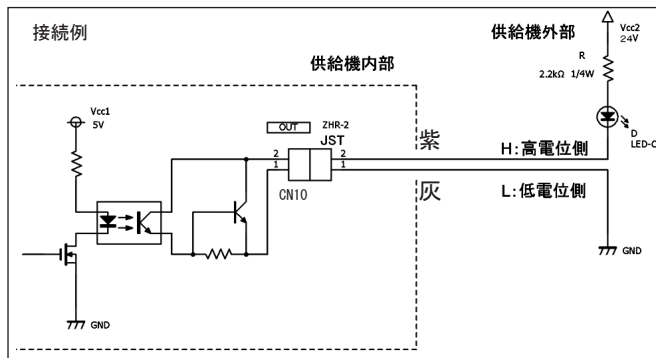 接続例
供給機外部
Vcc2
24V
供給機内部
R
2.2kΩ 1/4W
Vcc1
5V
OUT
ZHR-2
JST
紫
H:高電位側
D
LED-C
2
2
1
1
CN10
灰
L:低電位側
GND
GND